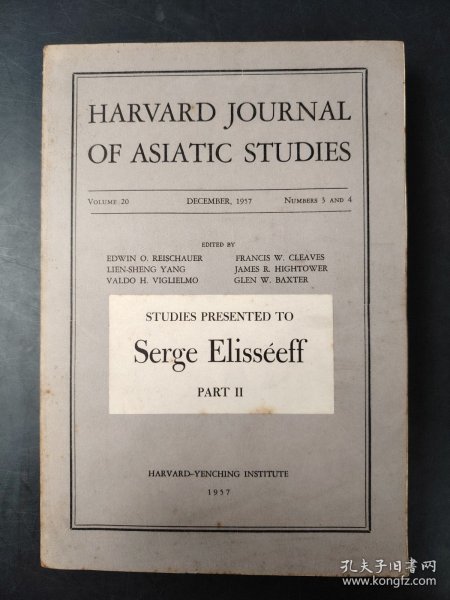 HARVARD JOURNAL
OF ASIATIC STUDIES
VOLUME 20 DECEMBER, 1957 NUMBERS 3 AND 4
EDITED BY
EDWIN O. REISCHAUER FRANCIS W. CLEAVES
LIEN-SHENG YANG JAMES R. HIGHTOWER
VALDO H. VIGLIELMO GLEN W. BAXTER
STUDIES PRESENTED TO
Serge Elisséeff
PART II
HARVARD-YENCHING INSTITUTE
1957
孔夫子旧书网
www.kongfz.com